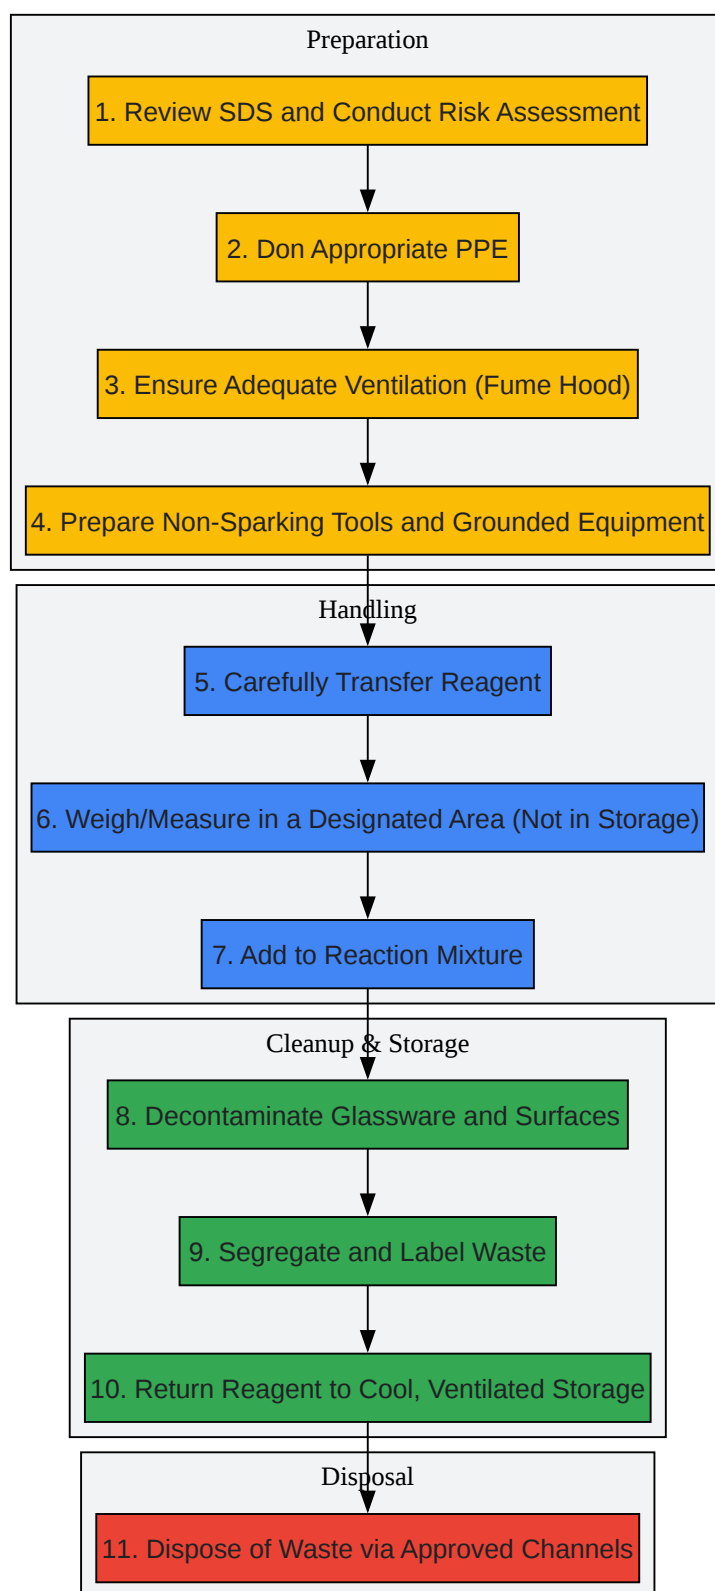 Preparation
1. Review SDS and Conduct Risk Assessment
2. Don Appropriate PPE
3. Ensure Adequate Ventilation (Fume Hood)
4. Prepare Non-Sparking Tools and Grounded Equipment
Handling
5. Carefully Transfer Reagent
6. Weigh/Measure in a Designated Area (Not in Storage)
7. Add to Reaction Mixture
Cleanup & Storage
8. Decontaminate Glassware and Surfaces
9. Segregate and Label Waste
10. Return Reagent to Cool, Ventilated Storage
Disposal
11. Dispose of Waste via Approved Channels